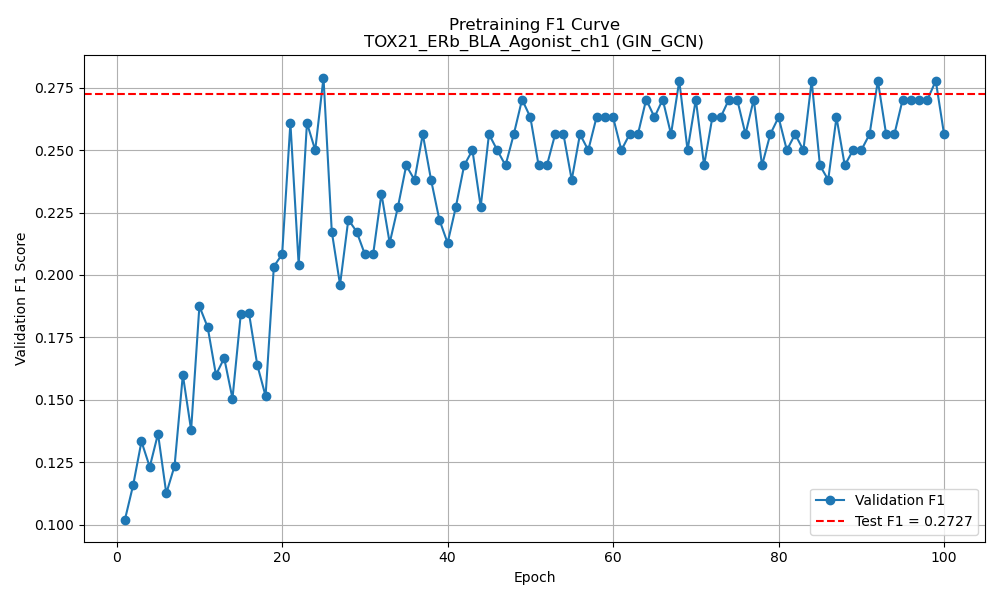 Pretraining F1 Curve
TOX21_ERb_BLA_Agonist_ch1 (GIN_GCN)
0.275
0.250
0.225
0.200
0.175
0.150
0.125
0.100
Validation F1 Score
0
20
40
60
80
100
Epoch
Validation F1
Test F1 = 0.2727